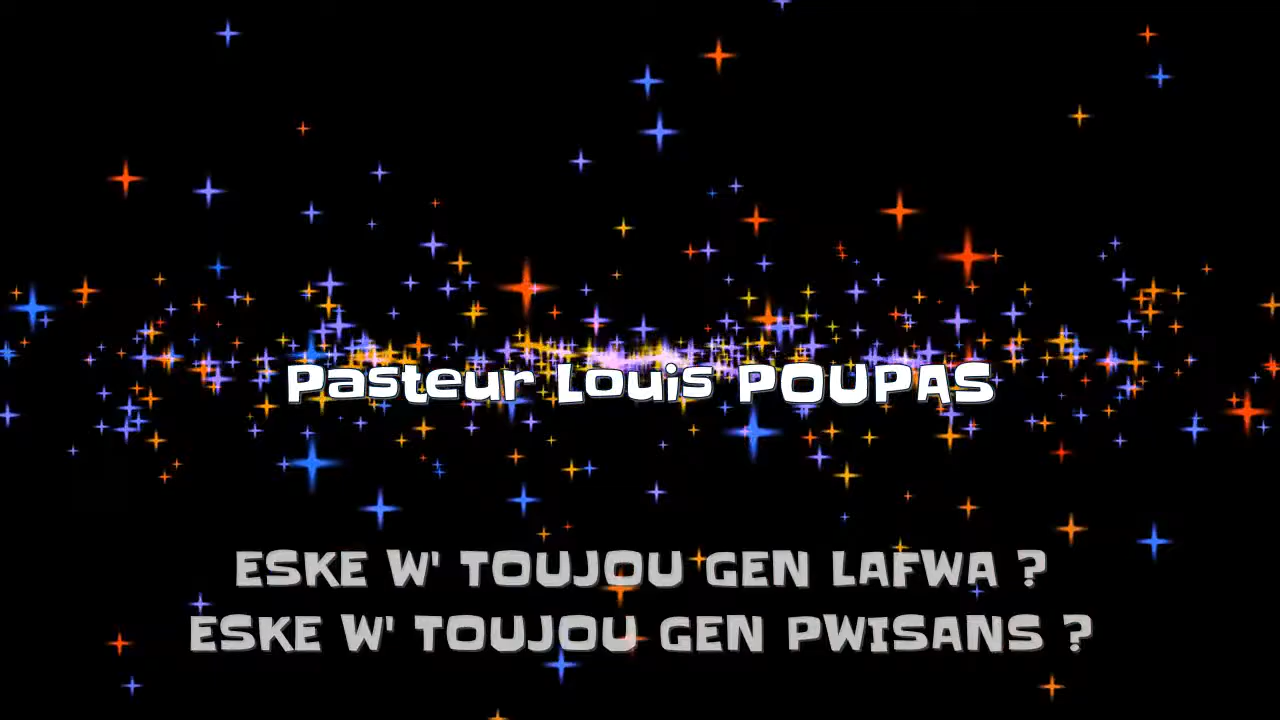 Pasteur Louis POUPAS
ESKE W' TOUJOU GEN LAFWA ?
ESKE W' TOUJOU GEN PWISANS ?